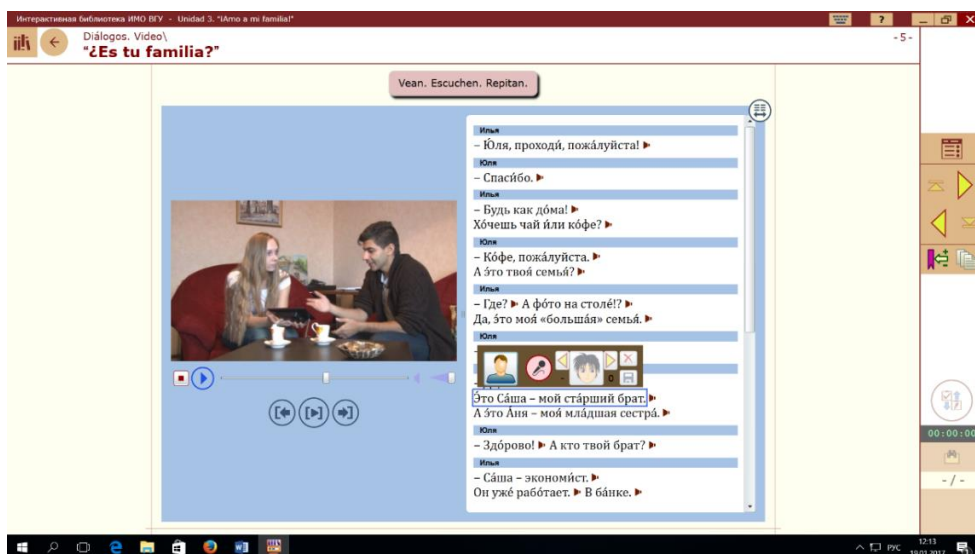 Интерактивная библиотека ИМО ВГУ - Unidad 3. "¡Amo a mi familia!"
?
Diálogos. Video\
"¿Es tu familia?"
- 5 -
Vean. Escuchen. Repitan.
Илья
– Ю́ля, проходи́, пожа́луйста!
Юля
– Спаси́бо.
Илья
– Будь как до́ма!
Хо́чешь чай и́ли ко́фе?
Юля
– Ко́фе, пожа́луйста.
А э́то твоя́ семья́?
Илья
– Где? А фо́то на столе́!?
Да, э́то моя́ «больша́я» семья́.
Юля
- 0
Э́то Са́ша – мой ста́рший брат.
А э́то А́ня – моя́ мла́дшая сестра́.
Юля
– Здо́рово! А кто твой брат?
Илья
– Са́ша – экономи́ст.
Он уже́ рабо́тает. В ба́нке.
00:00:00
- / -
РУС
12:13
19.01.2017